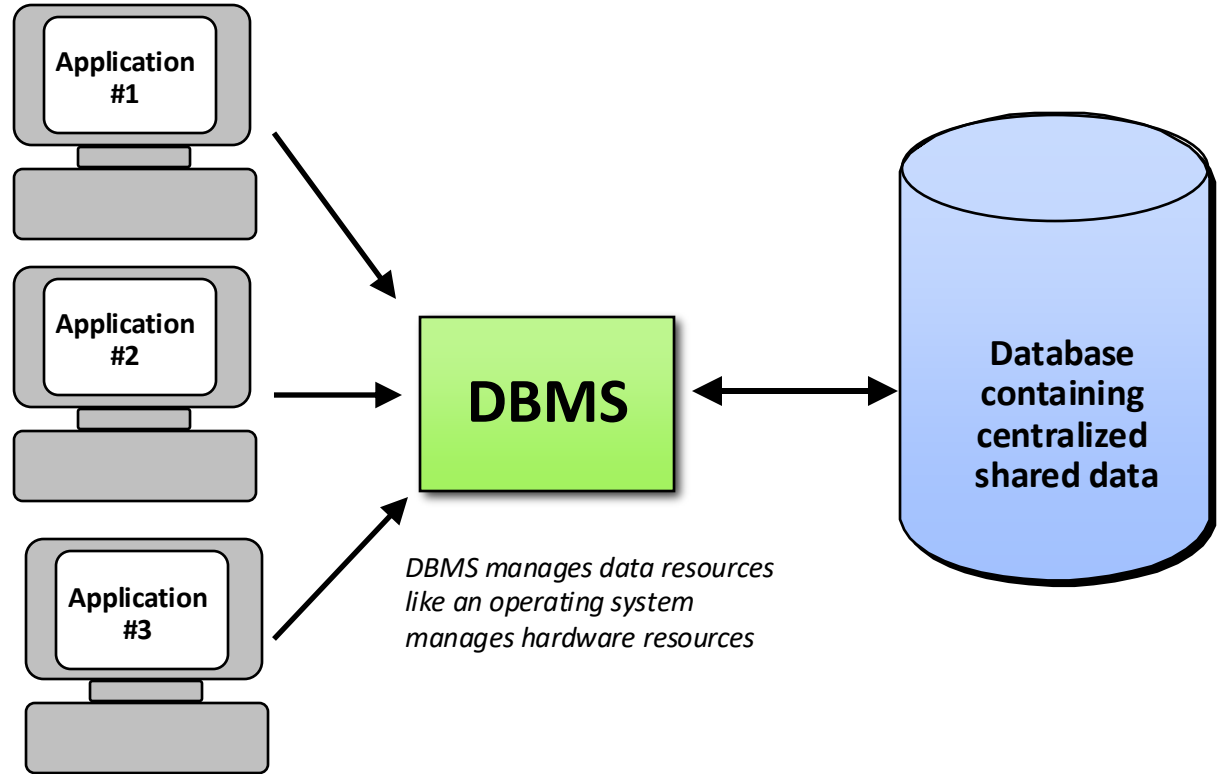 Application
#1
Application
#2
Application
#3
DBMS
DBMS manages data resources
like an operating system
manages hardware resources
Database
containing
centralized
shared data